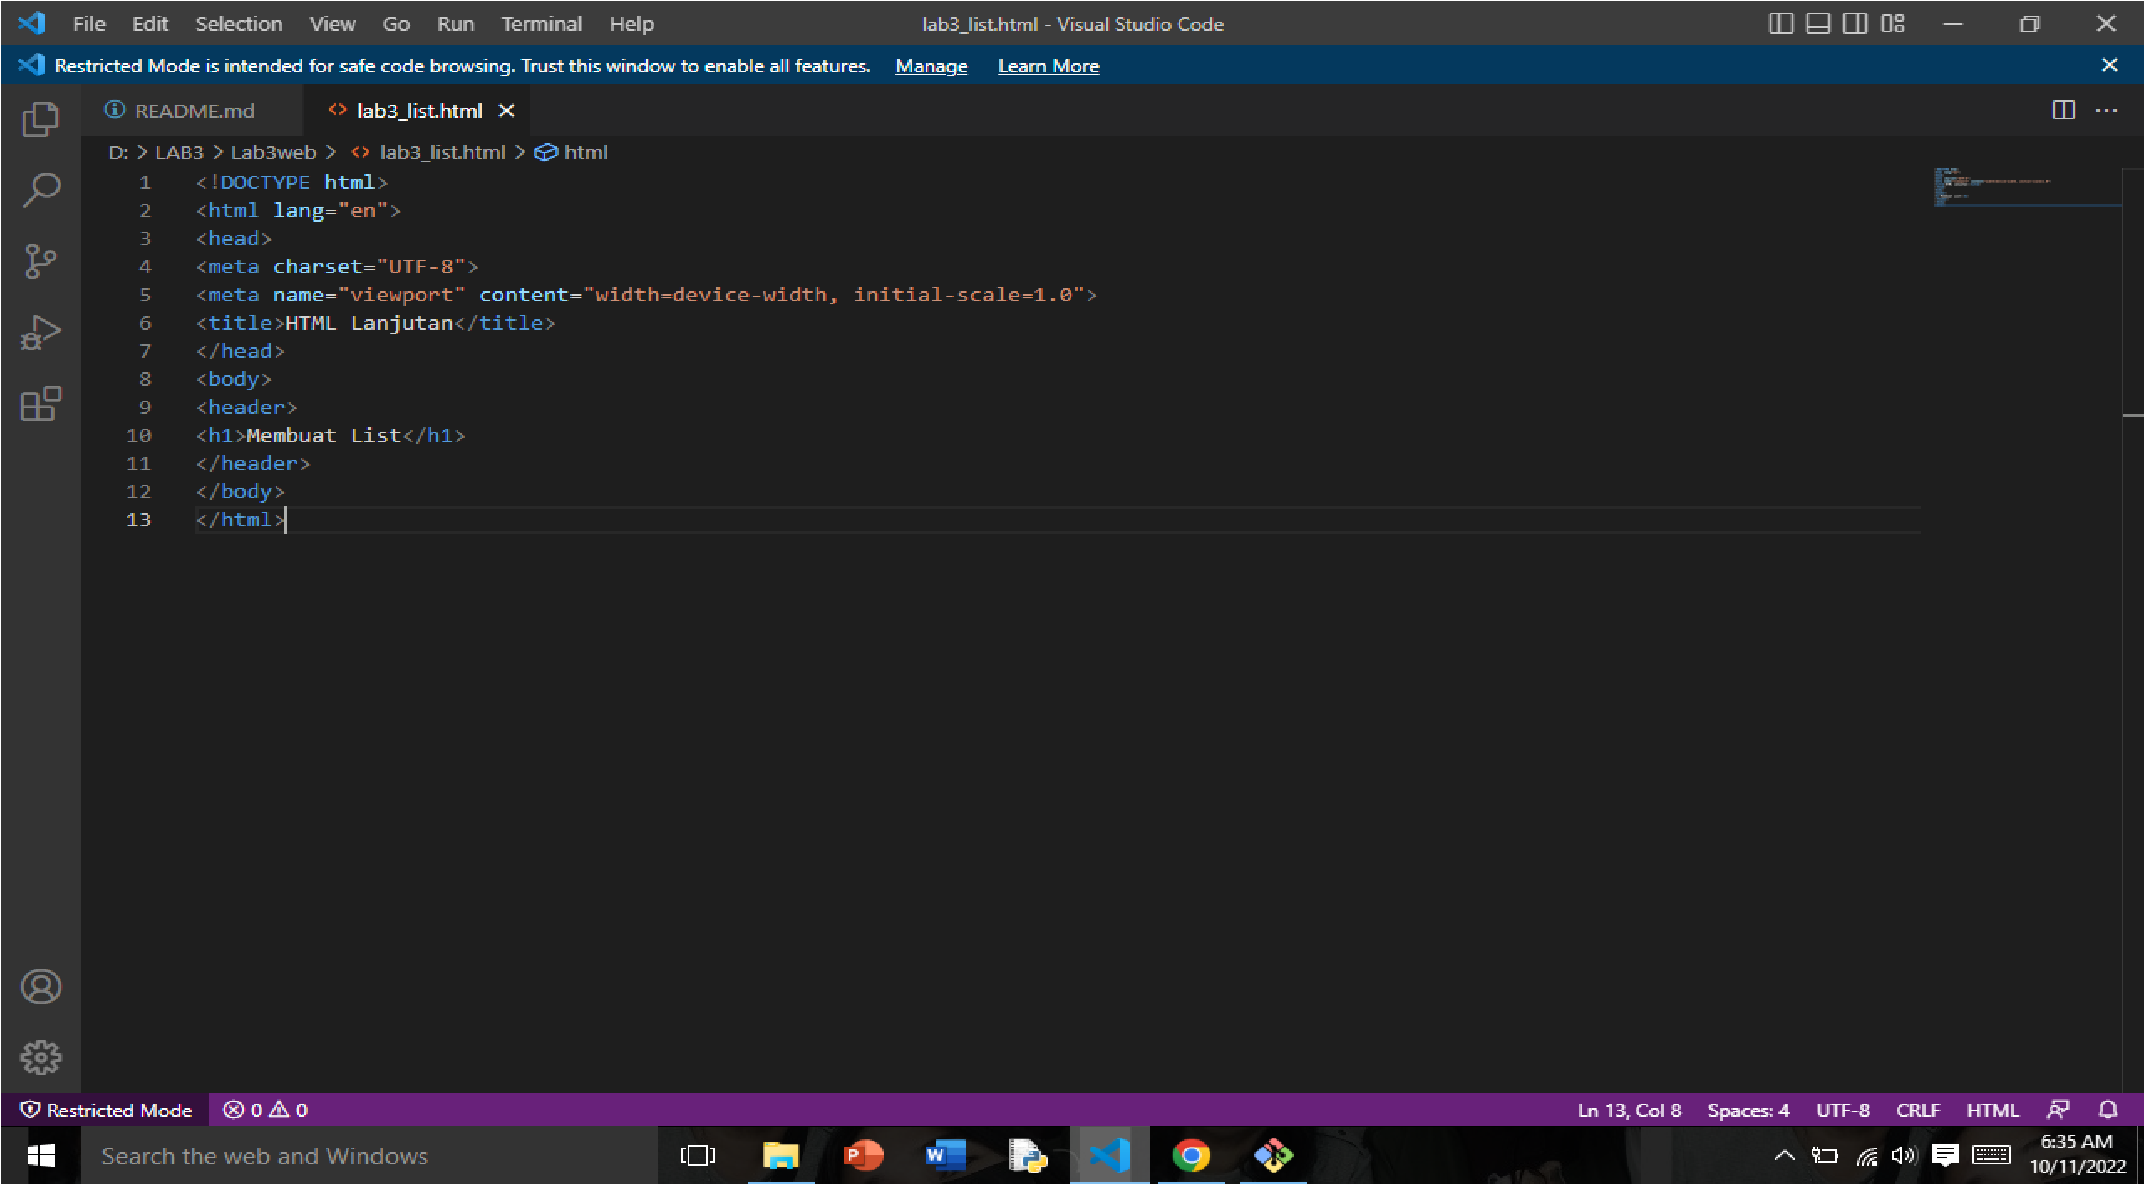 File Edit Selection View Go Run Terminal Help lab3_list.html - Visual Studio Code
Restricted Mode is intended for safe code browsing. Trust this window to enable all features. Manage Learn More
README.md lab3_list.html
D: > LAB3 > Lab3web > lab3_list.html > html
1 <!DOCTYPE html>
2 <html lang="en">
3 <head>
4 <meta charset="UTF-8">
5 <meta name="viewport" content="width=device-width, initial-scale=1.0">
6 <title>HTML Lanjutan</title>
7 </head>
8 <body>
9 <header>
10 <h1>Membuat List</h1>
11 </header>
12 </body>
13 </html>
Restricted Mode 0 0 Ln 13, Col 8 Spaces: 4 UTF-8 CRLF HTML
Search the web and Windows
6:35 AM
10/11/2022